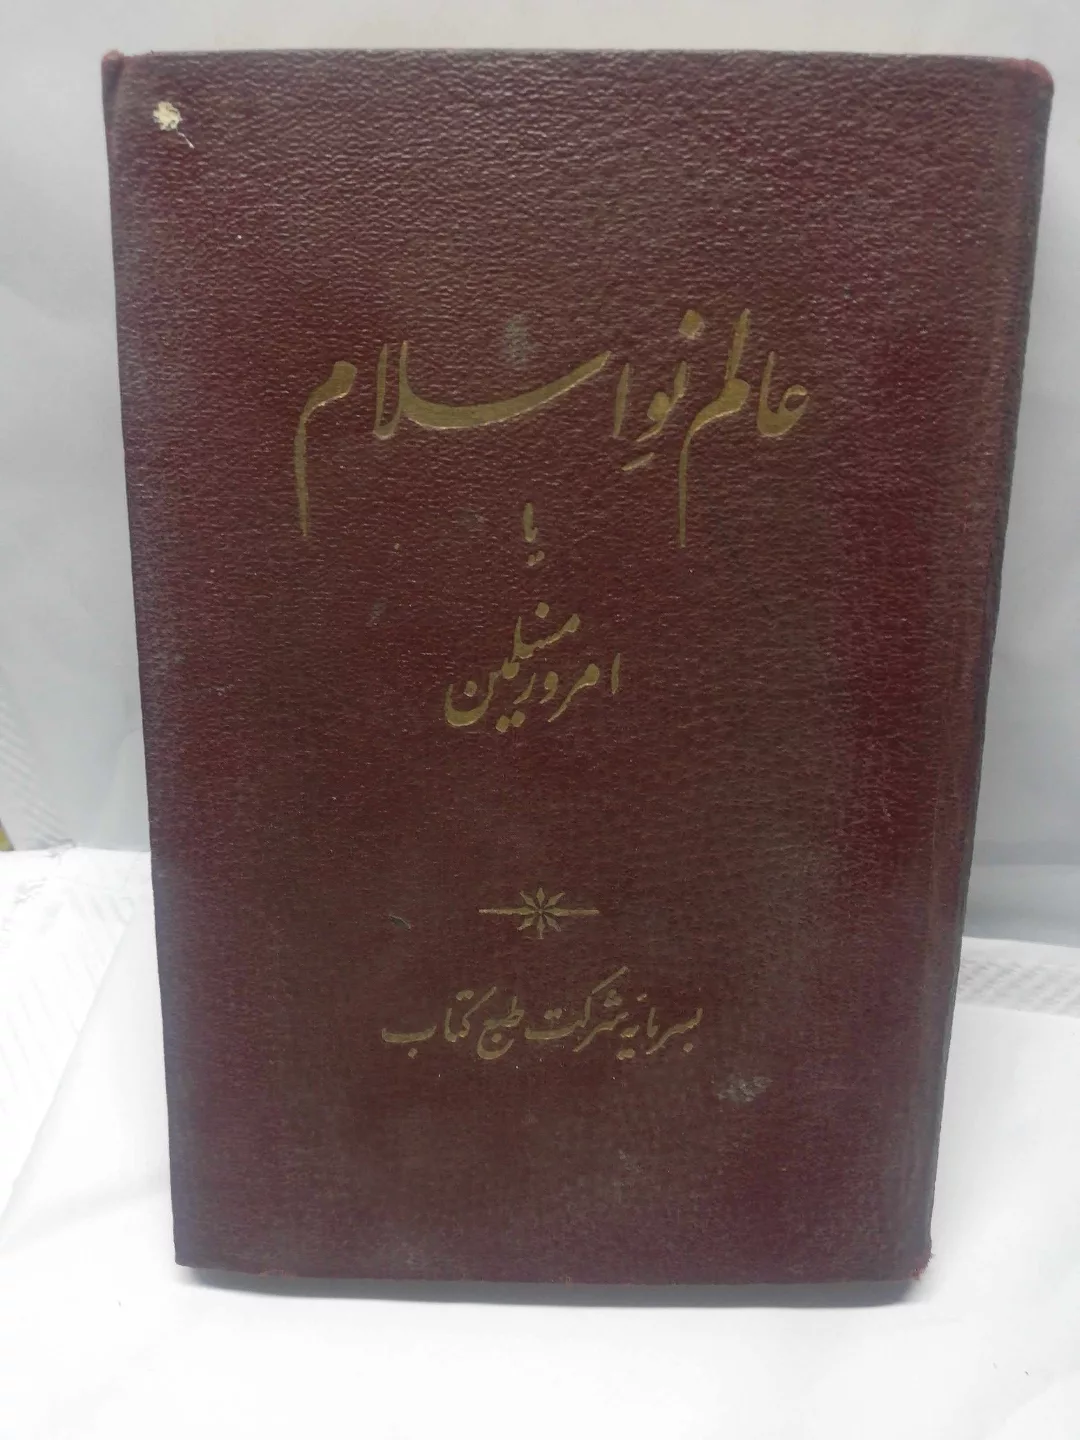 عالم نوِ اسلام
یا
امروز مسلمین
بسرمایه شرکت طبع کتاب